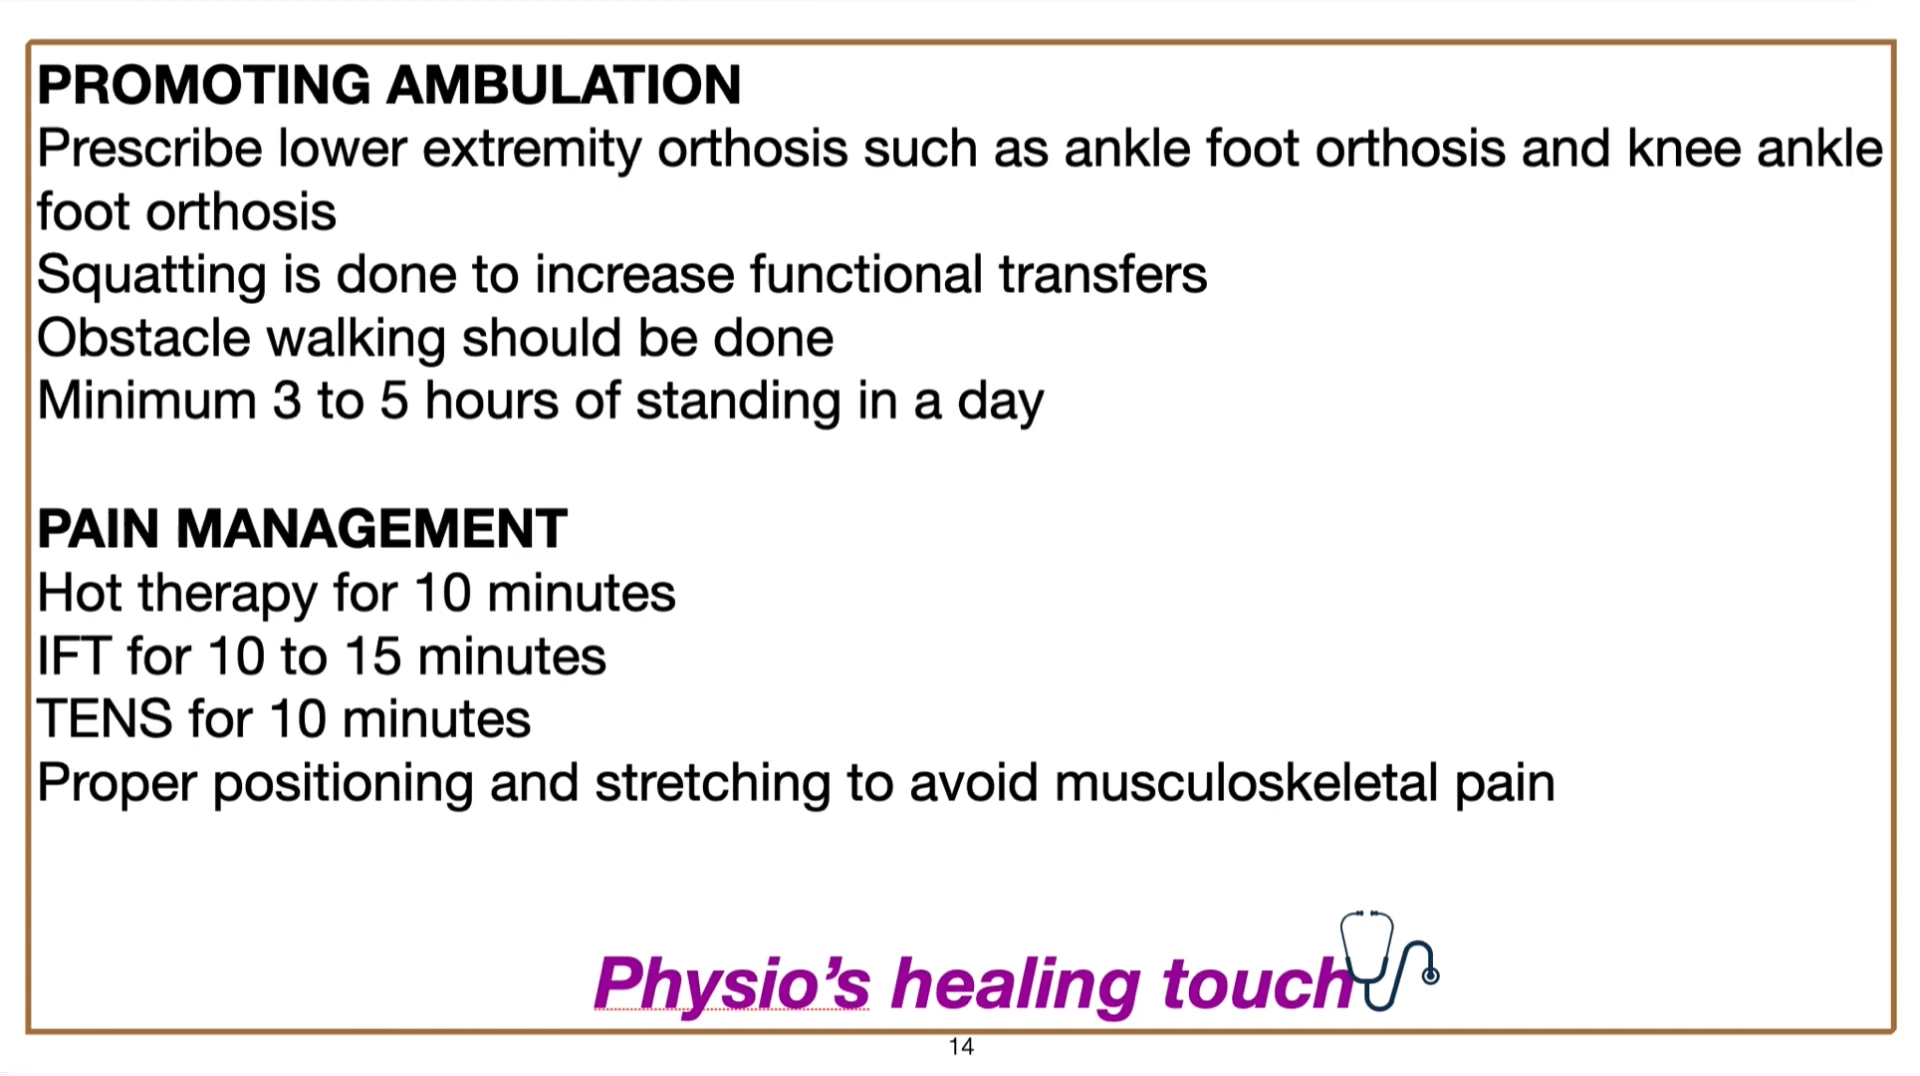 PROMOTING AMBULATION
Prescribe lower extremity orthosis such as ankle foot orthosis and knee ankle
foot orthosis
Squatting is done to increase functional transfers
Obstacle walking should be done
Minimum 3 to 5 hours of standing in a day
PAIN MANAGEMENT
Hot therapy for 10 minutes
IFT for 10 to 15 minutes
TENS for 10 minutes
Proper positioning and stretching to avoid musculoskeletal pain
Physio’s healing touch
14